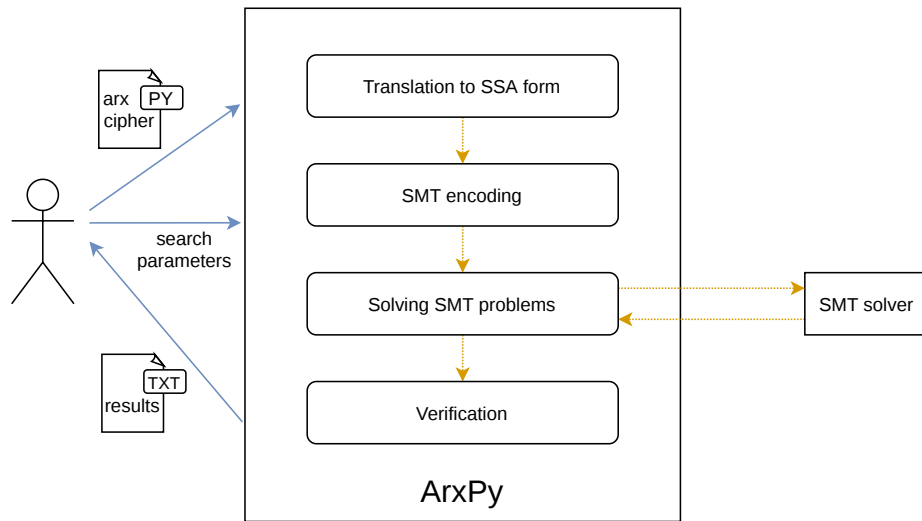 arx
PY
cipher
search
parameters
results
TXT
Translation to SSA form
SMT encoding
Solving SMT problems
SMT solver
Verification
ArxPy